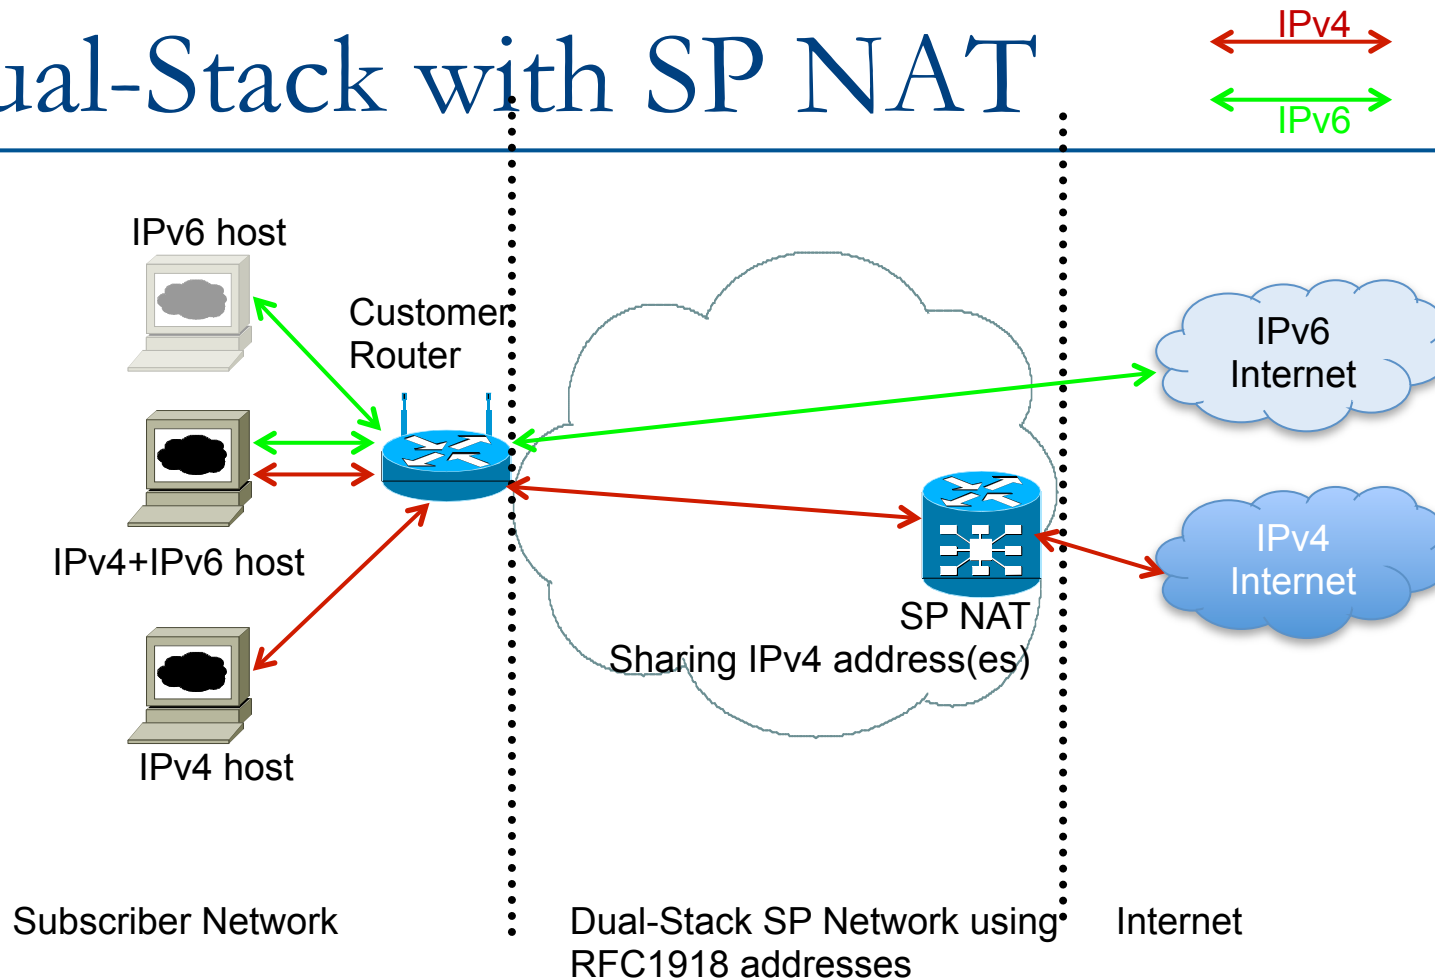 ual-Stack with SP NAT
IPv4
IPv6
IPv6 host
Customer
Router
IPv4+IPv6 host
IPv4 host
IPv6
Internet
IPv4
Internet
SP NAT
Sharing IPv4 address(es)
Subscriber Network
Dual-Stack SP Network using
RFC1918 addresses
Internet